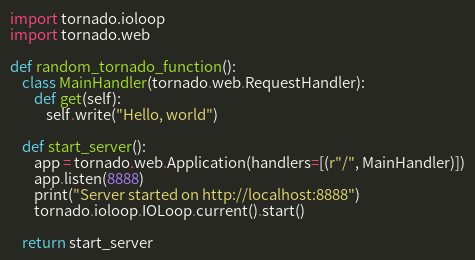 import tornado.ioloop
import tornado.web

def random_tornado_function():
    class MainHandler(tornado.web.RequestHandler):
        def get(self):
            self.write("Hello, world")

    def start_server():
        app = tornado.web.Application(handlers=[(r"/", MainHandler)])
        app.listen(8888)
        print("Server started on http://localhost:8888")
        tornado.ioloop.IOLoop.current().start()

    return start_server